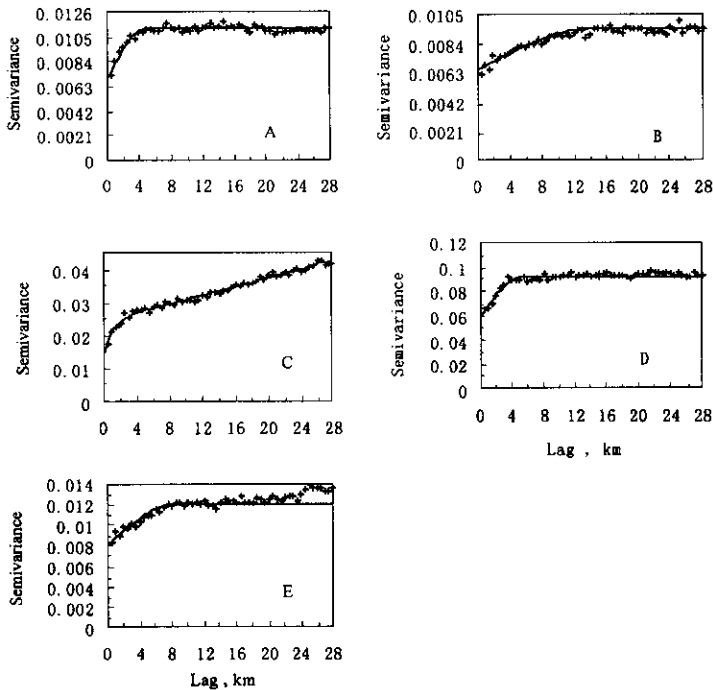 Semivariance
0.0126
0.0105
0.0084
0.0063
0.0042
0.0021
0
A
0 4 8 12 16 20 24 28
Semivariance
0.0105
0.0084
0.0063
0.0042
0.0021
0
B
0 4 8 12 16 20 24 28
Semivariance
0.04
0.03
0.02
0.01
0
C
0 4 8 12 16 20 24 28
Semivariance
0.12
0.1
0.08
0.06
0.04
0.02
0
D
0 4 8 12 16 20 24 28
Lag , km
Semivariance
0.014
0.012
0.01
0.008
0.006
0.004
0.002
0
E
0 4 8 12 16 20 24 28
Lag ,km